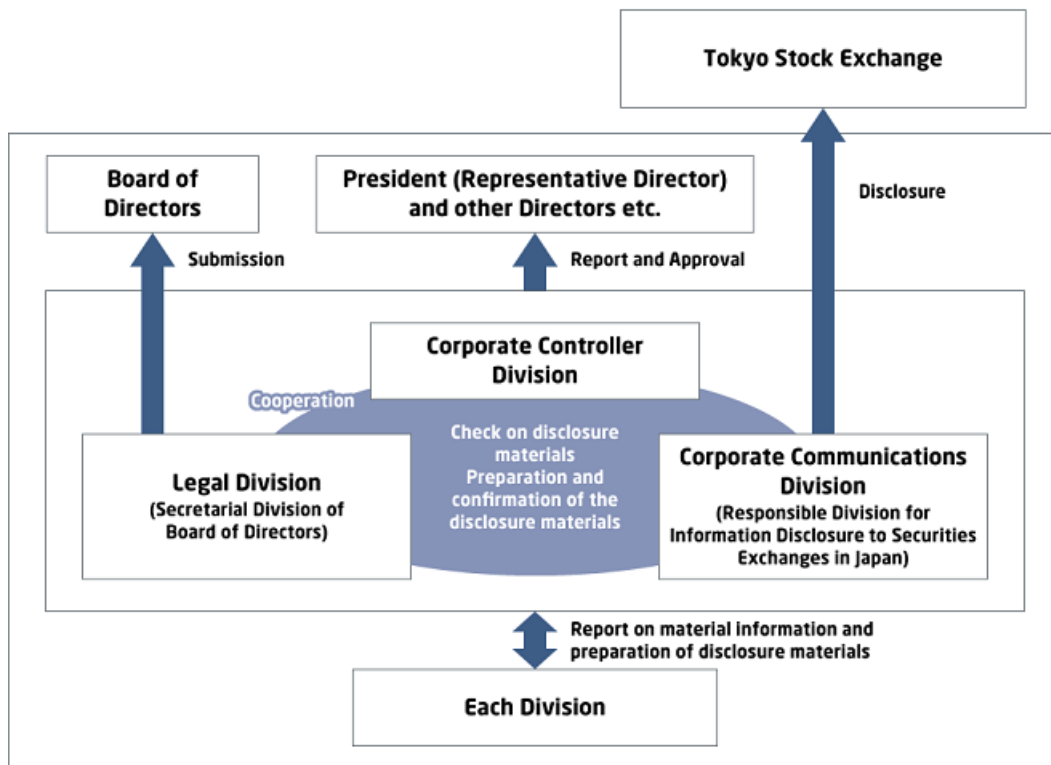 Tokyo Stock Exchange
Board of
Directors
President (Representative Director)
and other Directors etc.
Disclosure
Submission
Report and Approval
Corporate Controller
Division
Cooperation
Check on disclosure
materials
Preparation and
confirmation of the
disclosure materials
Legal Division
(Secretarial Division of
Board of Directors)
Corporate Communications
Division
(Responsible Division for
Information Disclosure to Securities
Exchanges in Japan)
Report on material information and
preparation of disclosure materials
Each Division